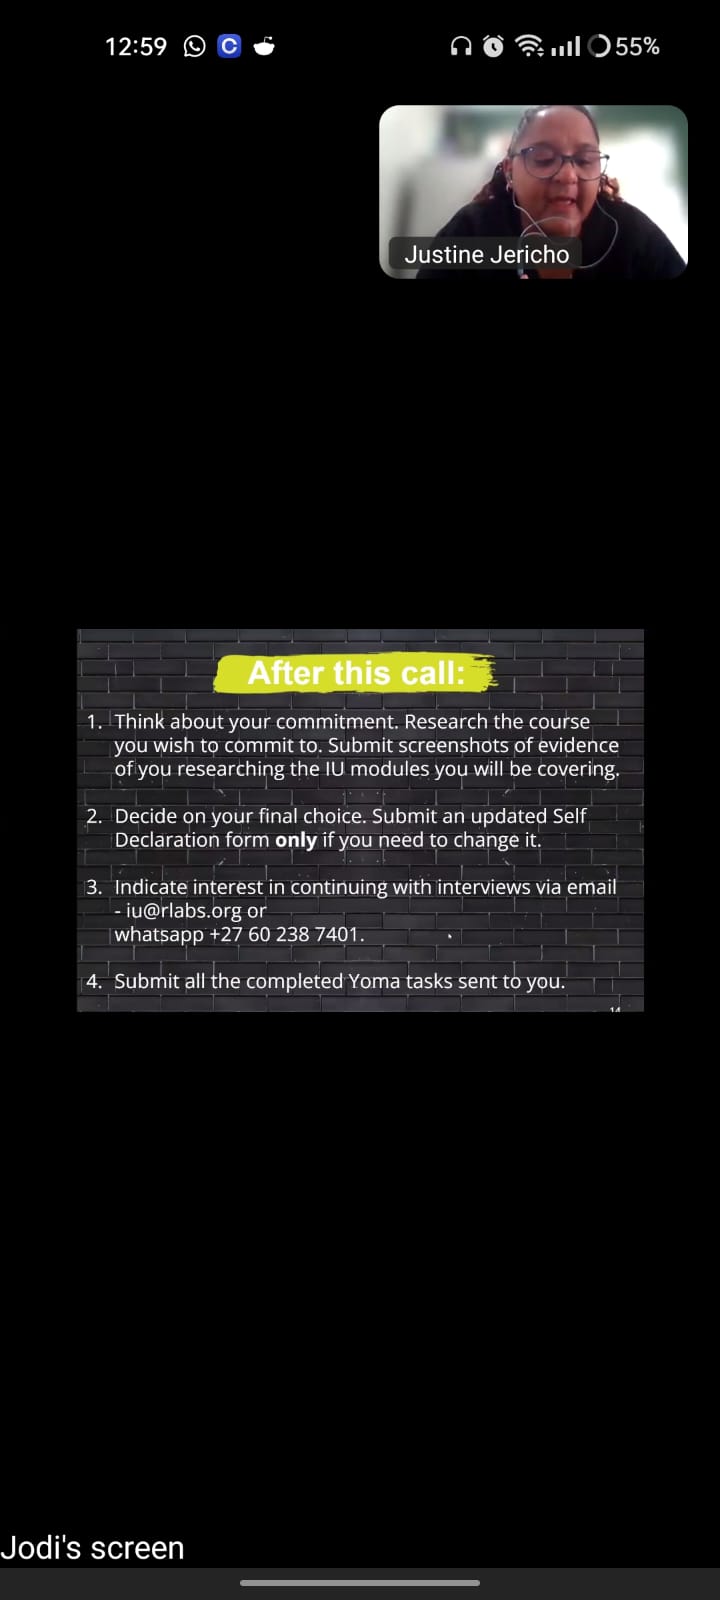 12:59
55%
Justine Jericho
After this call:
1. Think about your commitment. Research the course
you wish to commit to. Submit screenshots of evidence
of you researching the IU modules you will be covering.
2. Decide on your final choice. Submit an updated Self
Declaration form only if you need to change it.
3. Indicate interest in continuing with interviews via email
- iu@rlabs.org or
whatsapp +27 60 238 7401.
4. Submit all the completed Yoma tasks sent to you.
14
Jodi's screen